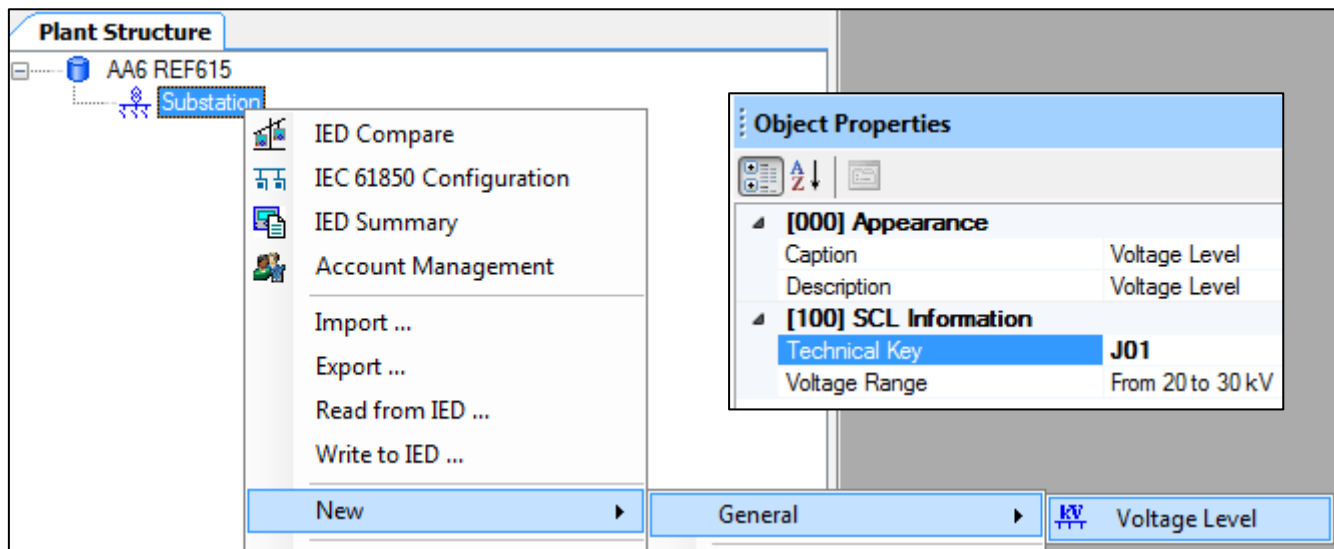 Plant Structure
AA6 REF615
Substation
IED Compare
IEC 61850 Configuration
IED Summary
Account Management
Import ...
Export ...
Read from IED ...
Write to IED ...
New
General
kV Voltage Level
Object Properties
A
Z
[000] Appearance
Caption Voltage Level
Description Voltage Level
[100] SCL Information
Technical Key J01
Voltage Range From 20 to 30 kV